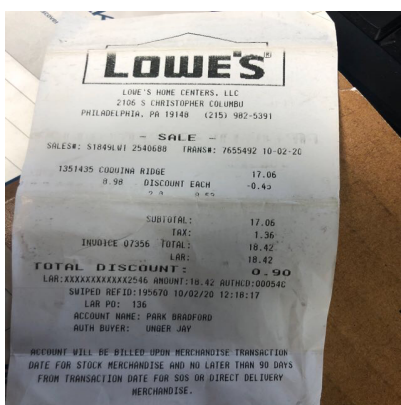 LOWE'S®
LOWE'S HOME CENTERS, LLC
2106 S CHRISTOPHER COLUMBU
PHILADELPHIA, PA 19148 (215) 982-5391
- SALE -
SALES#: S1849LW1 2540688 TRANS#: 7655492 10-02-20
1351435 COQUINA RIDGE 17.06
8.98 DISCOUNT EACH -0.45
SUBTOTAL: 17.06
TAX: 1.36
INVOICE 07356 TOTAL: 18.42
LAR: 18.42
TOTAL DISCOUNT: 0.90
LAR:XXXXXXXXXXXX2546 AMOUNT:18.42 AUTHCD:00054C
SWIPED REFID:195670 10/02/20 12:18:17
LAR PO: 136
ACCOUNT NAME: PARK BRADFORD
AUTH BUYER: UNGER JAY
ACCOUNT WILL BE BILLED UPON MERCHANDISE TRANSACTION
DATE FOR STOCK MERCHANDISE AND NO LATER THAN 90 DAYS
FROM TRANSACTION DATE FOR SOS OR DIRECT DELIVERY
MERCHANDISE.